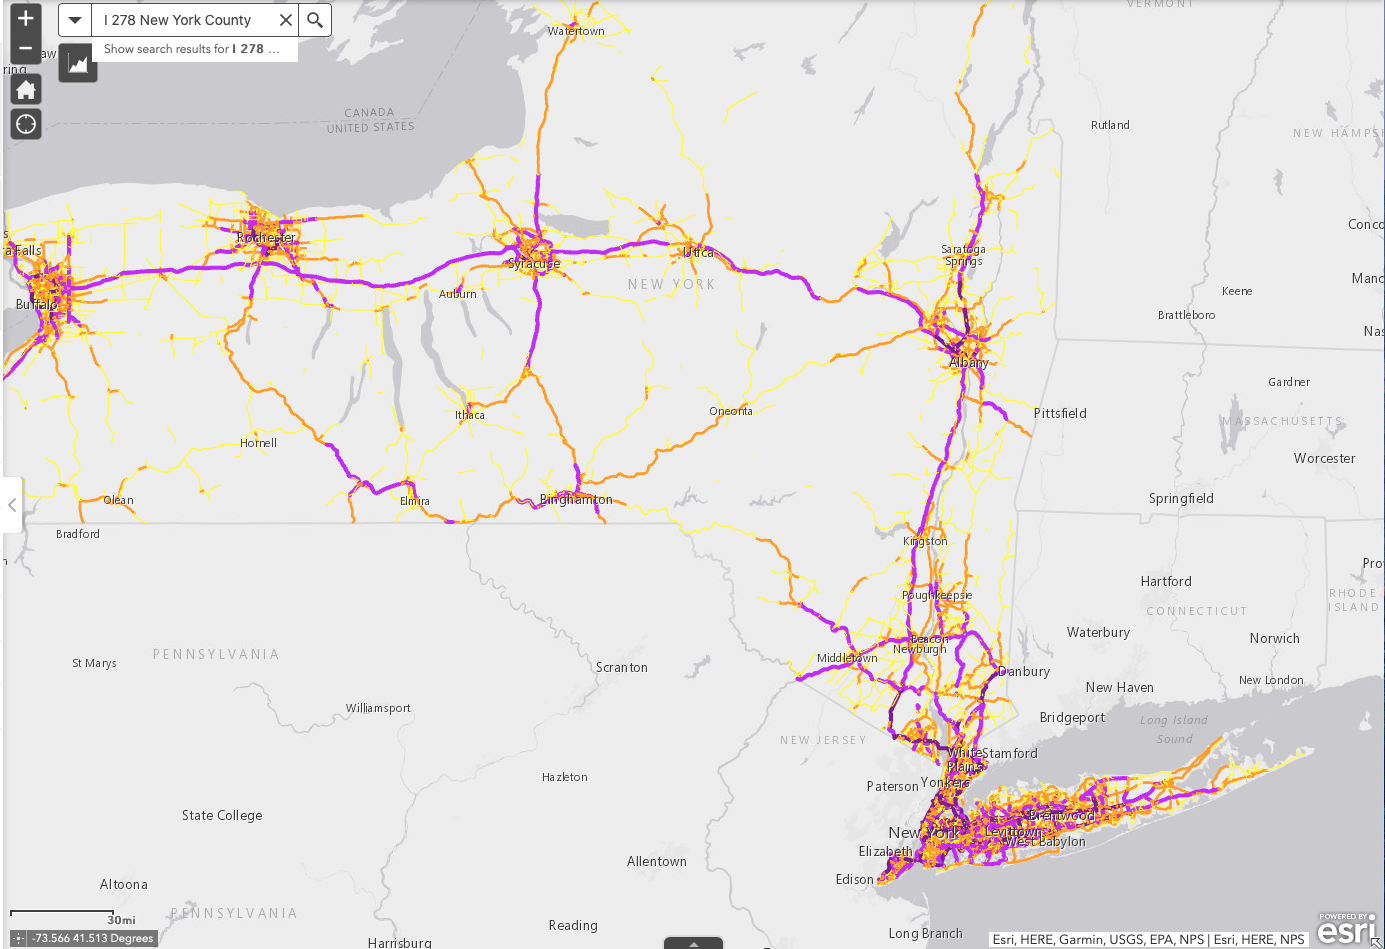 VERMONT
I 278 New York County
Show search results for I 278 ...
Watertown
aw
ring
CANADA
UNITED STATES
Rutland
NEW HAMPSH
Conco
Falls
Rochester
Syracuse
Utica
Saratoga
Springs
NEW YORK
Auburn
Buffalo
Keene
Manc
Brattleboro
Nas
Albany
Gardner
Ithaca
Oneonta
Pittsfield
MASSACHUSETTS
Hornell
Worcester
Olean
Elmira
Binghamton
Springfield
Bradford
Kingston
Prov
Hartford
Poughkeepsie
RHODE
ISLAND
CONNECTICUT
Waterbury
Norwich
Beacon
Newburgh
Middletown
St Marys
PENNSYLVANIA
Scranton
Danbury
New London
New Haven
Williamsport
Bridgeport
Long Island
Sound
NEW JERSEY
White
Plains
Stamford
Hazleton
Paterson
Yonkers
State College
Brentwood
New York
Levittown
West Babylon
Elizabeth
Allentown
Edison
Altoona
PENNSYLVANIA
30mi
Reading
Long Branch
-73.566 41.513 Degrees
Harrisburg
Esri, HERE, Garmin, USGS, EPA, NPS | Esri, HERE, NPS
POWERED BY
esri